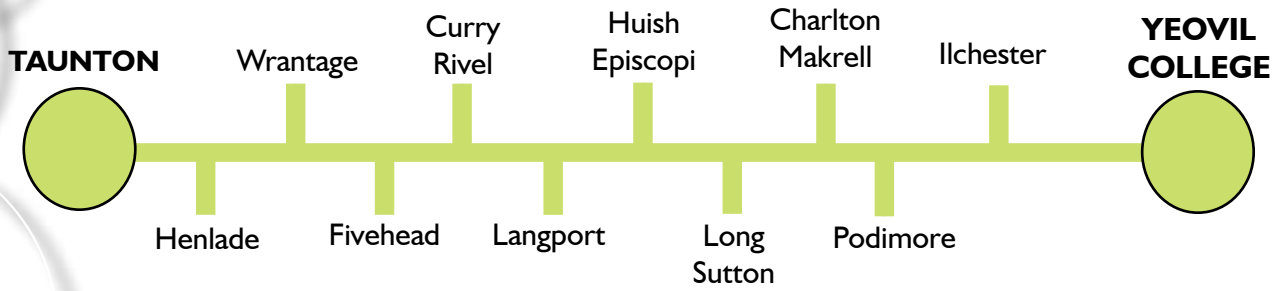 TAUNTON
Henlade
Wrantage
Fivehead
Curry
Rivel
Langport
Huish
Episcopi
Long
Sutton
Charlton
Makrell
Podimore
Ilchester
YEOVIL
COLLEGE